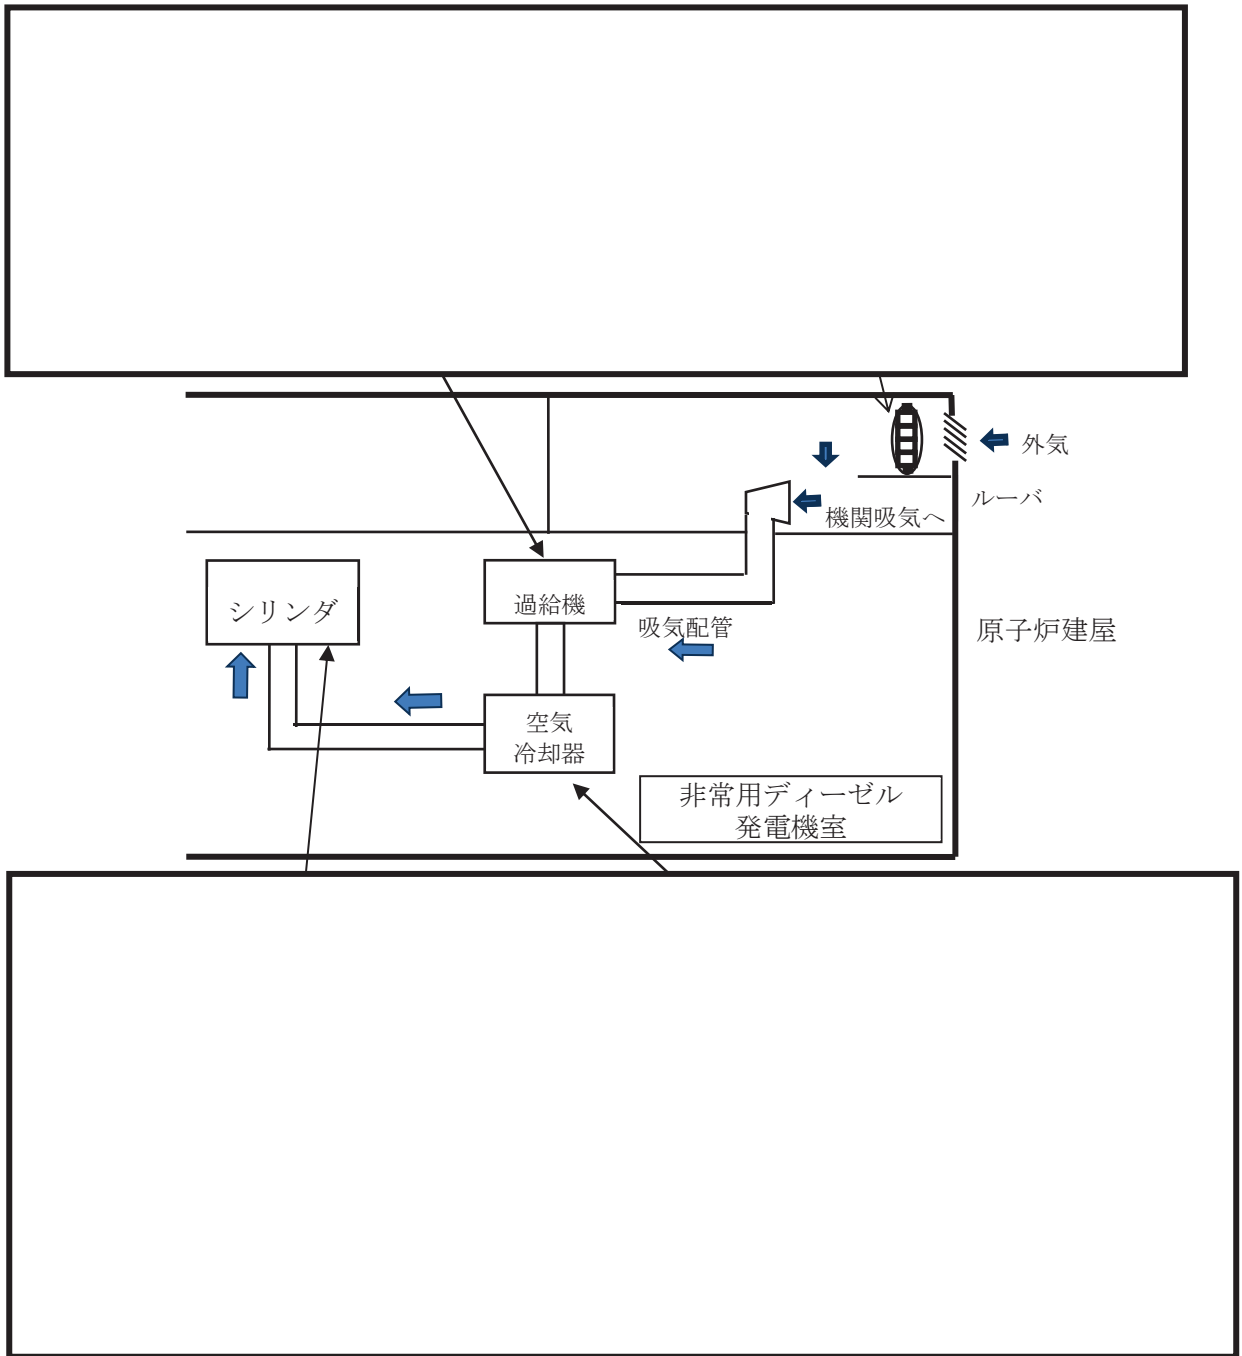 外気
ルーバ
機関吸気へ
過給機
シリンダ
吸気配管
原子炉建屋
空気
冷却器
非常用ディーゼル
発電機室